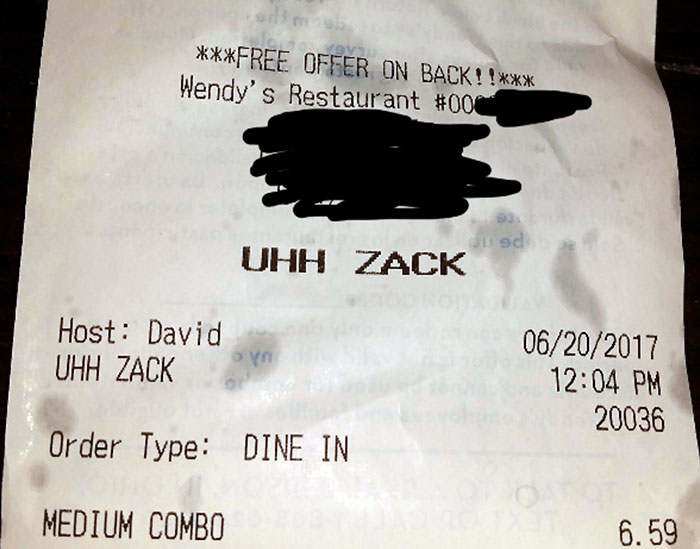 ***FREE OFFER ON BACK!!***
Wendy's Restaurant
UHH ZACK
Host: David
06/20/2017
UHH ZACK
12:04 PM
20036
Order Type: DINE IN
MEDIUM COMBO
6.59